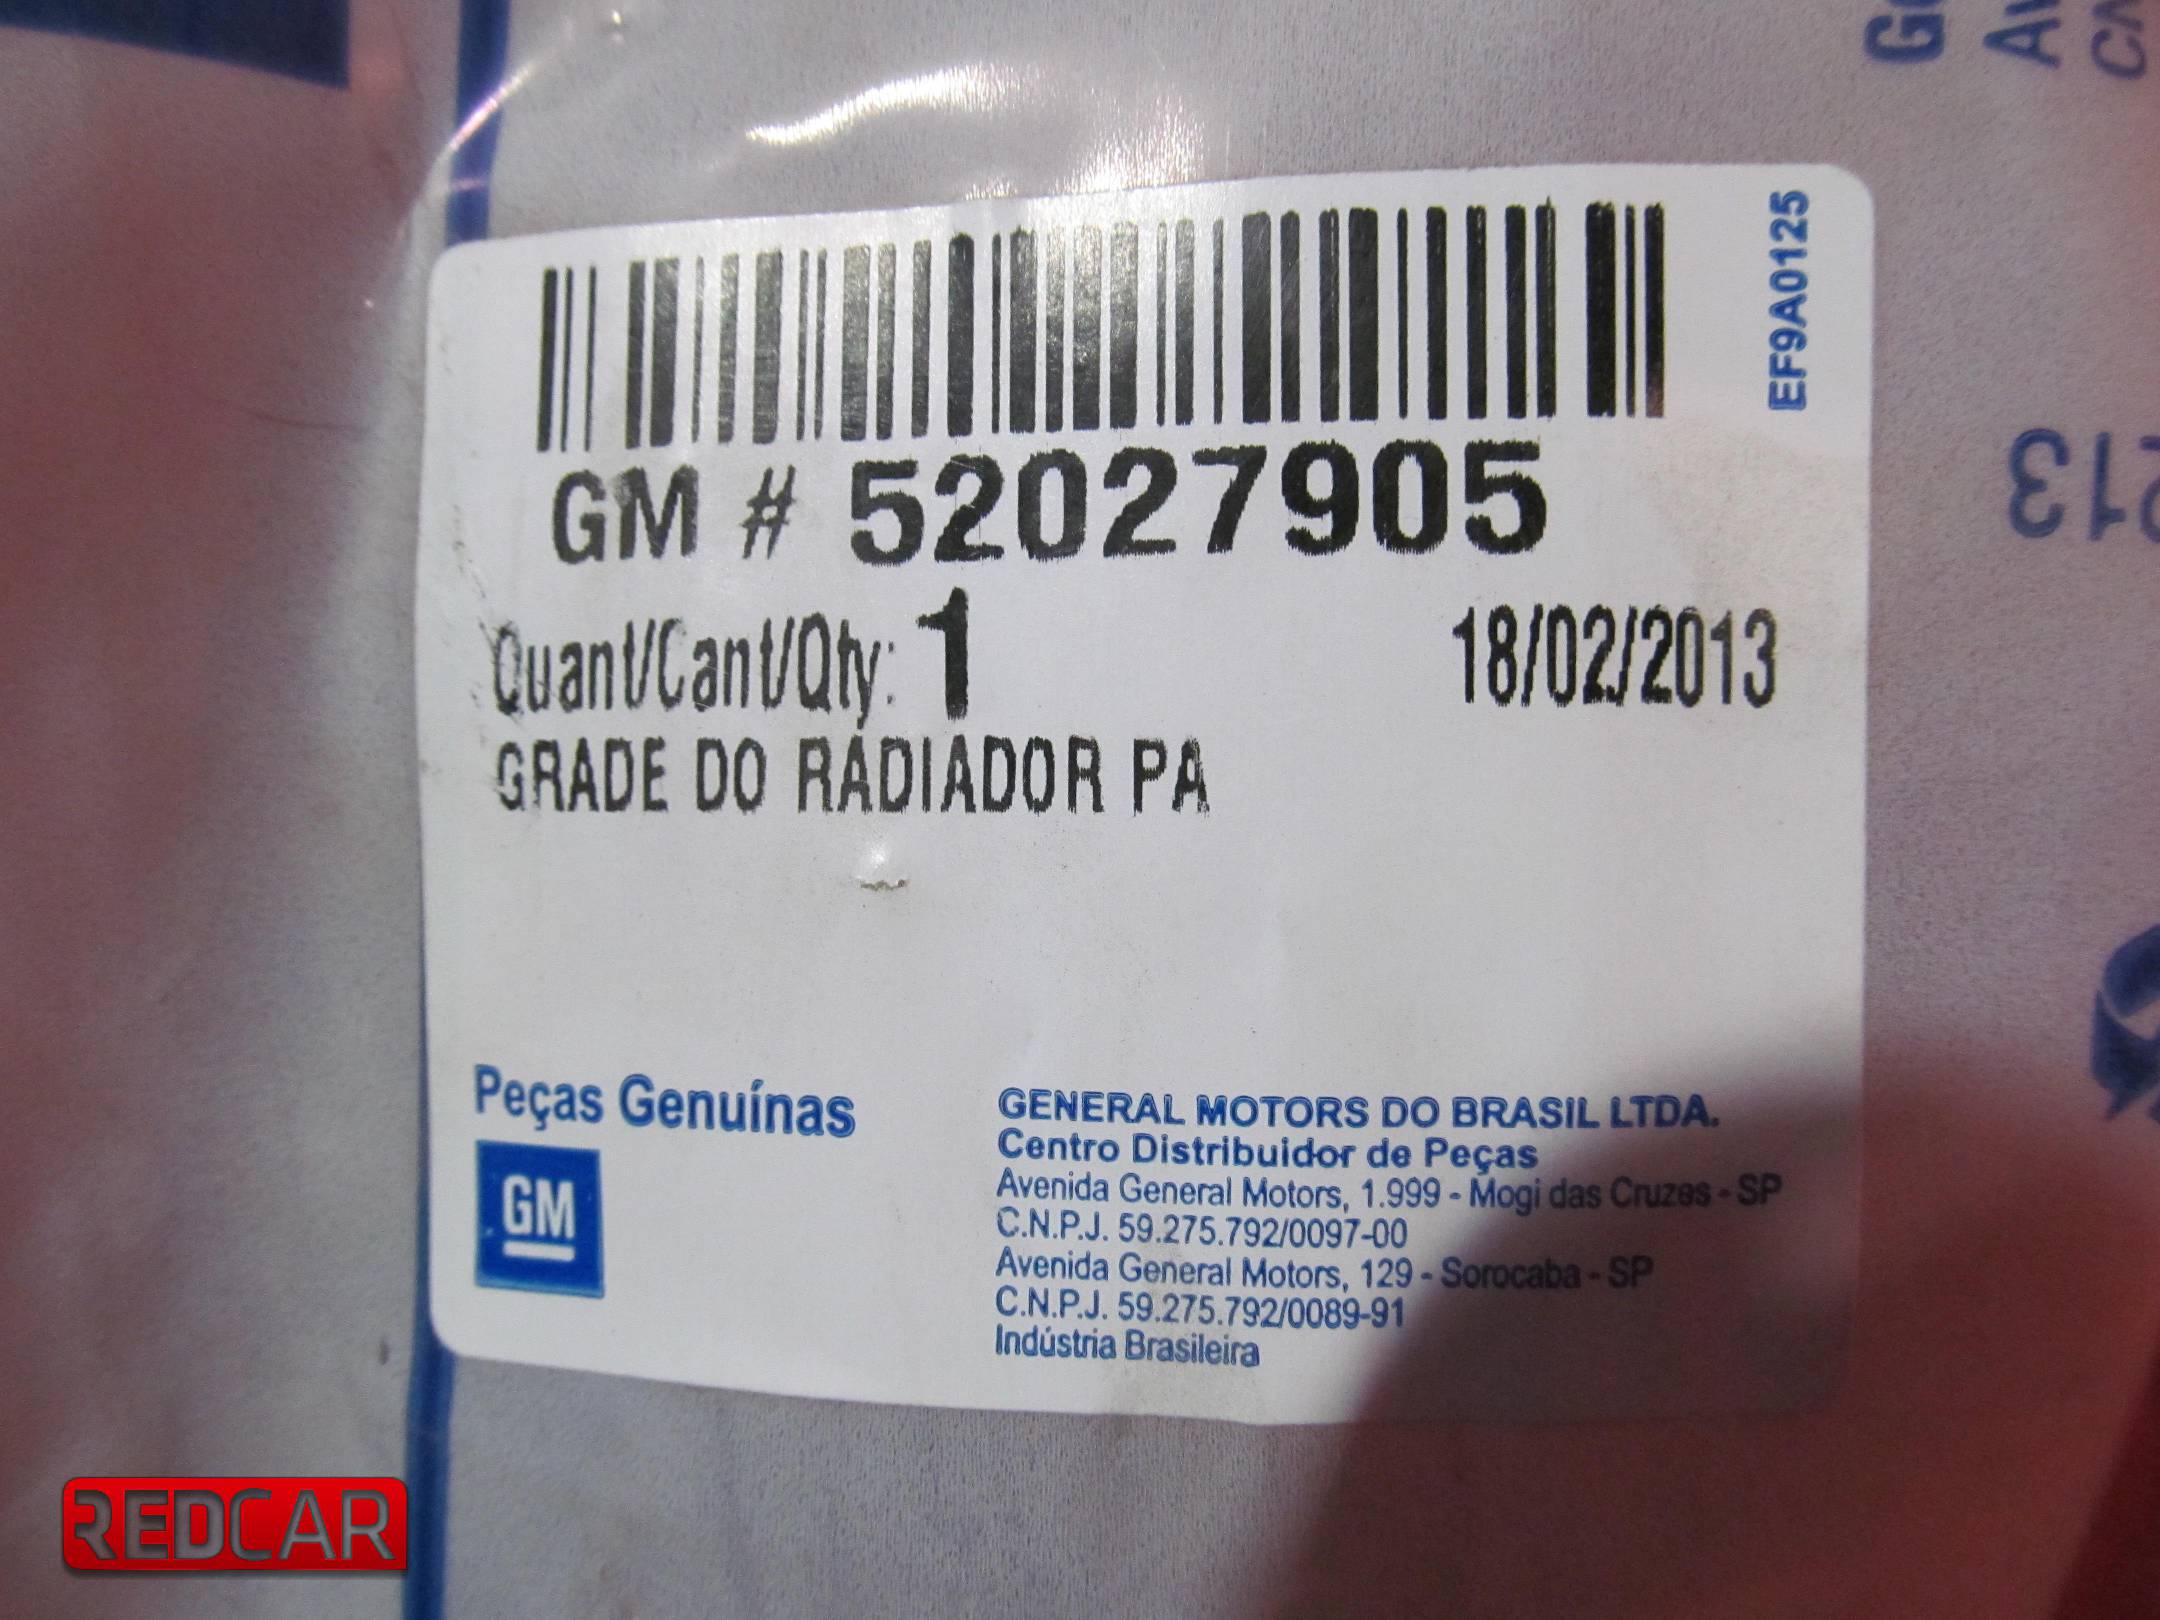 EF9A0125
GM # 52027905
Quant/Cant/Qty: 1 18/02/2013
GRADE DO RADIADOR PA
Peças Genuínas
GM
GENERAL MOTORS DO BRASIL LTDA.
Centro Distribuidor de Peças
Avenida General Motors, 1.999 - Mogi das Cruzes - SP
C.N.P.J. 59.275.792/0097-00
Avenida General Motors, 129 - Sorocaba - SP
C.N.P.J. 59.275.792/0089-91
Indústria Brasileira
REDCAR